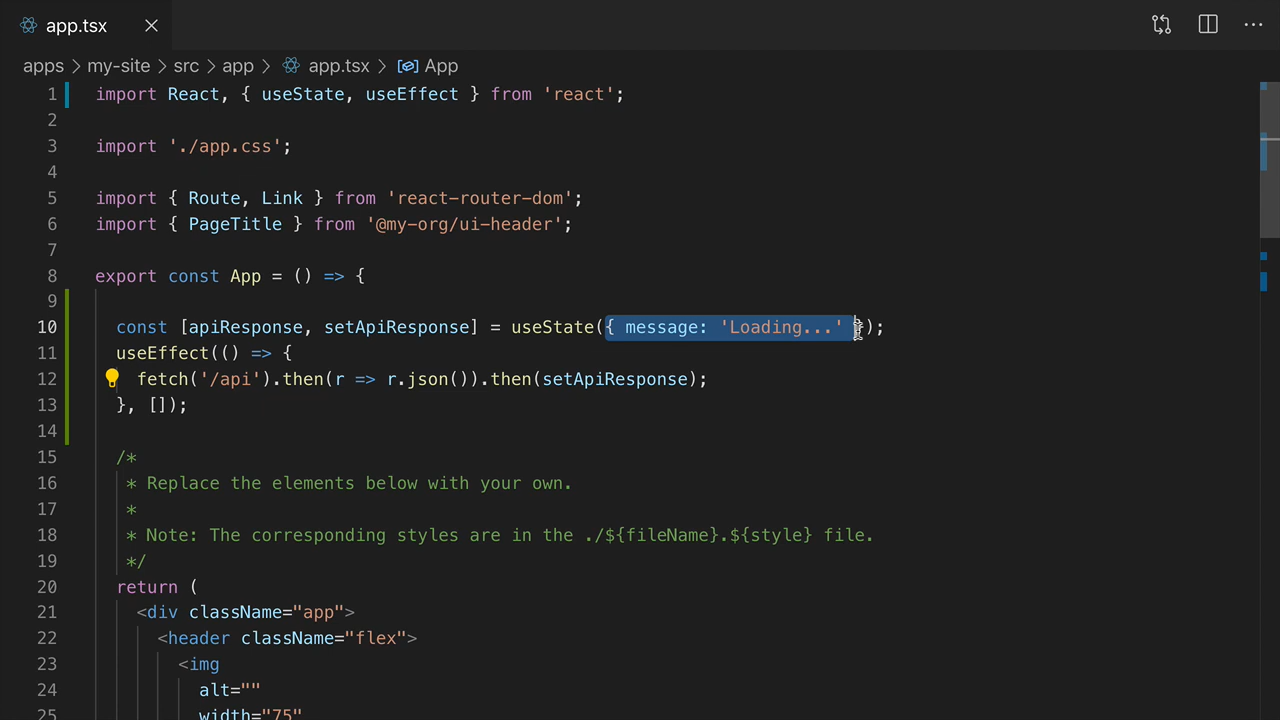 app.tsx
apps > my-site > src > app > app.tsx > App
1 import React, { useState, useEffect } from 'react';
2
3 import './app.css';
4
5 import { Route, Link } from 'react-router-dom';
6 import { PageTitle } from '@my-org/ui-header';
7
8 export const App = () => {
9
10 const [apiResponse, setApiResponse] = useState({ message: 'Loading...' });
11 useEffect(() => {
12 fetch('/api').then(r => r.json()).then(setApiResponse);
13 }, []);
14
15 /*
16 * Replace the elements below with your own.
17 *
18 * Note: The corresponding styles are in the ./${fileName}.${style} file.
19 */
20 return (
21 <div className="app">
22 <header className="flex">
23 <img
24 alt=""
25 width="75"